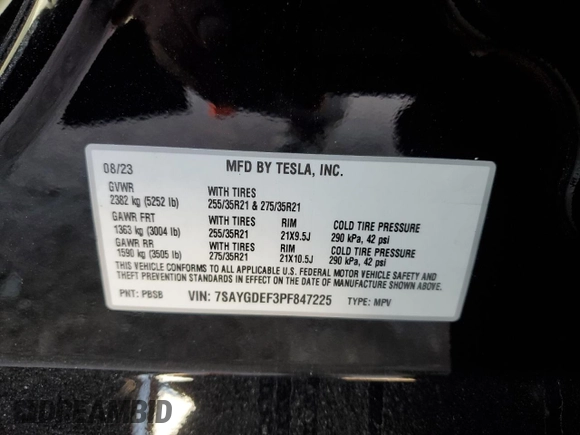 08/23 MFD BY TESLA, INC.
GVWR WITH TIRES
2382 kg (5252 lb) 255/35R21 & 275/35R21
GAWR FRT WITH TIRES RIM COLD TIRE PRESSURE
1363 kg (3004 lb) 255/35R21 21X9.5J 290 kPa, 42 psi
GAWR RR WITH TIRES RIM COLD TIRE PRESSURE
1590 kg (3505 lb) 275/35R21 21X10.5J 290 kPa, 42 psi
THIS VEHICLE CONFORMS TO ALL APPLICABLE U.S. FEDERAL MOTOR VEHICLE SAFETY AND
THEFT PREVENTION STANDARDS IN EFFECT ON THE DATE OF MANUFACTURE SHOWN ABOVE.
PNT: PBSB VIN: 7SAYGDEF3PF847225 TYPE: MPV
DREAMBID